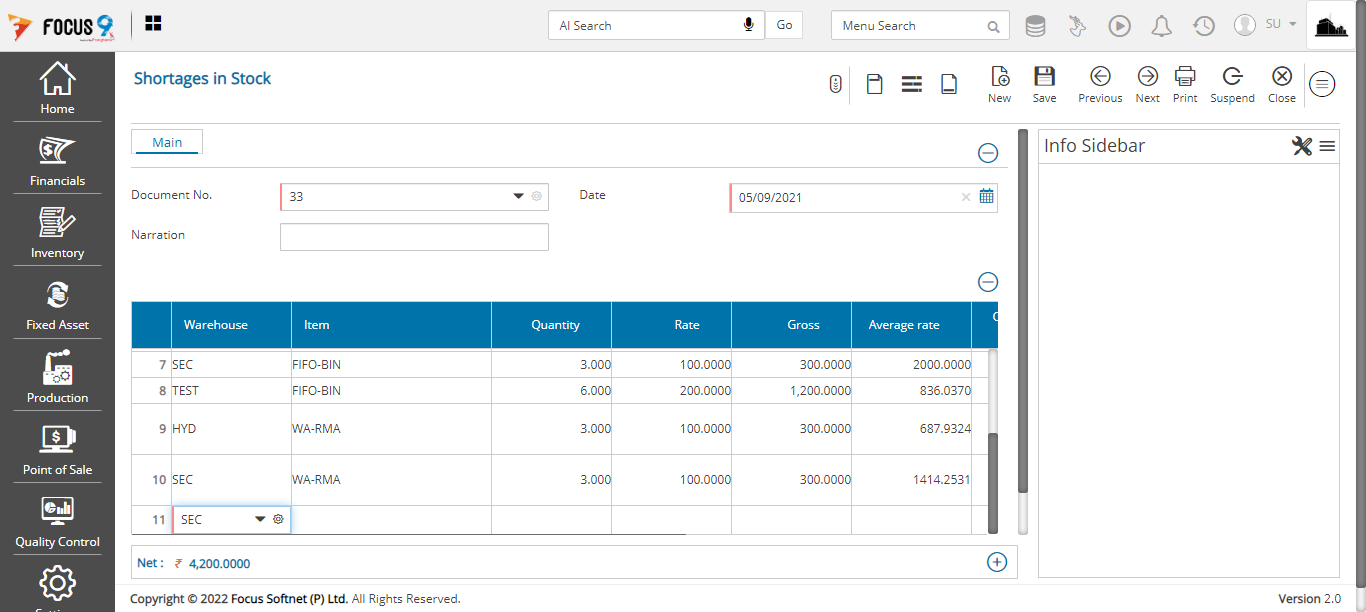 FOCUS 9
AI Search Go Menu Search SU
Home
Financials
Inventory
Fixed Asset
Production
Point of Sale
Quality Control
Shortages in Stock
New Save Previous Next Print Suspend Close
Main
Info Sidebar
Document No. 33 Date 05/09/2021
Narration
Warehouse Item Quantity Rate Gross Average rate
7 SEC FIFO-BIN 3.000 100.0000 300.0000 2000.0000
8 TEST FIFO-BIN 6.000 200.0000 1,200.0000 836.0370
9 HYD WA-RMA 3.000 100.0000 300.0000 687.9324
10 SEC WA-RMA 3.000 100.0000 300.0000 1414.2531
11 SEC
Net : ₹ 4,200.0000
Copyright © 2022 Focus Softnet (P) Ltd. All Rights Reserved. Version 2.0